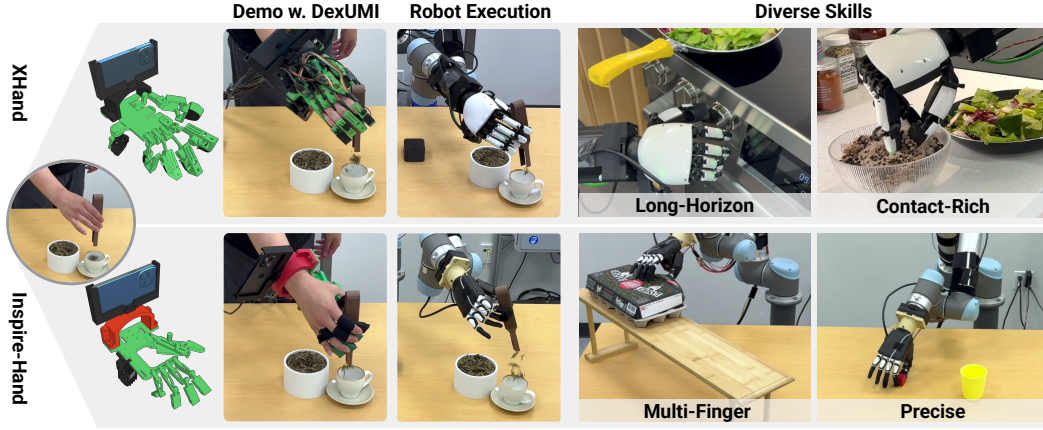 Demo w. DexUMI
Robot Execution
Diverse Skills
XHand
Long-Horizon
Contact-Rich
Inspire-Hand
Multi-Finger
Precise